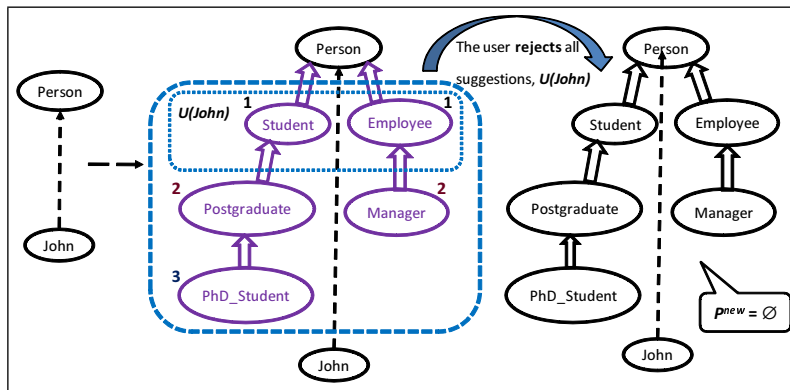 Person
John
Person
U(John)
1
Student
1
Employee
2
Postgraduate
2
Manager
3
PhD_Student
John
The user rejects all
suggestions, U(John)
Person
Student
Employee
Postgraduate
Manager
PhD_Student
John
P^new = ∅